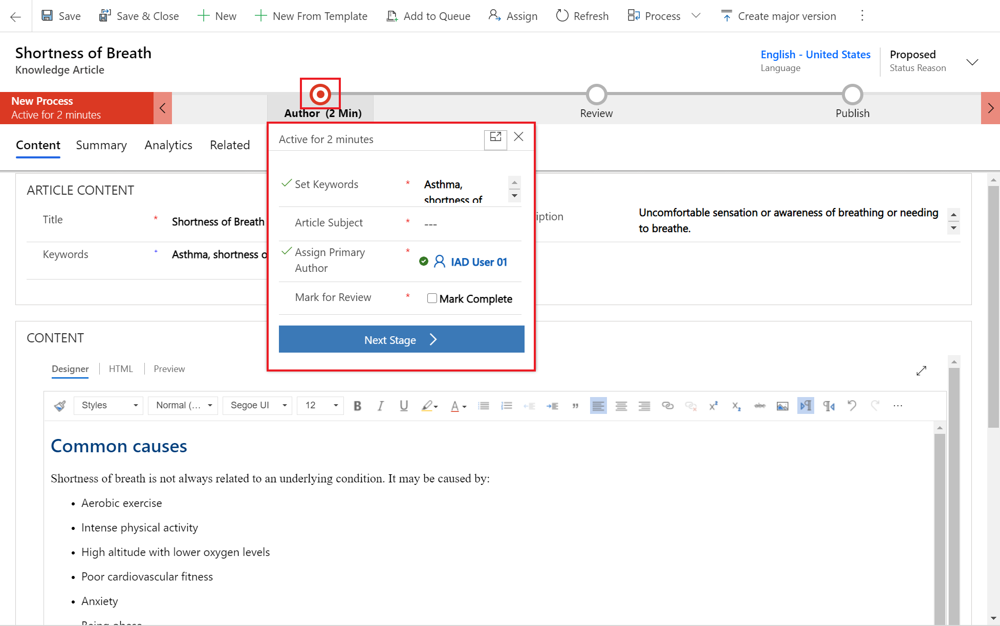 Save
Save & Close
New
New From Template
Add to Queue
Assign
Refresh
Process
Create major version
Shortness of Breath
Knowledge Article
English - United States
Language
Proposed
Status Reason
New Process
Active for 2 minutes
Author (2 Min)
Review
Publish
Content
Summary
Analytics
Related
Active for 2 minutes
Set Keywords
*
Asthma,
shortness of
Article Subject
*
---
Assign Primary
Author
*
IAD User 01
Mark for Review
*
Mark Complete
Next Stage
ARTICLE CONTENT
Title
*
Shortness of Breath
iption
Uncomfortable sensation or awareness of breathing or needing
to breathe.
Keywords
+
Asthma, shortness o
CONTENT
Designer
HTML
Preview
Styles
Normal (...
Segoe UI
12
Common causes
Shortness of breath is not always related to an underlying condition. It may be caused by:
• Aerobic exercise
• Intense physical activity
• High altitude with lower oxygen levels
• Poor cardiovascular fitness
• Anxiety
Being obese